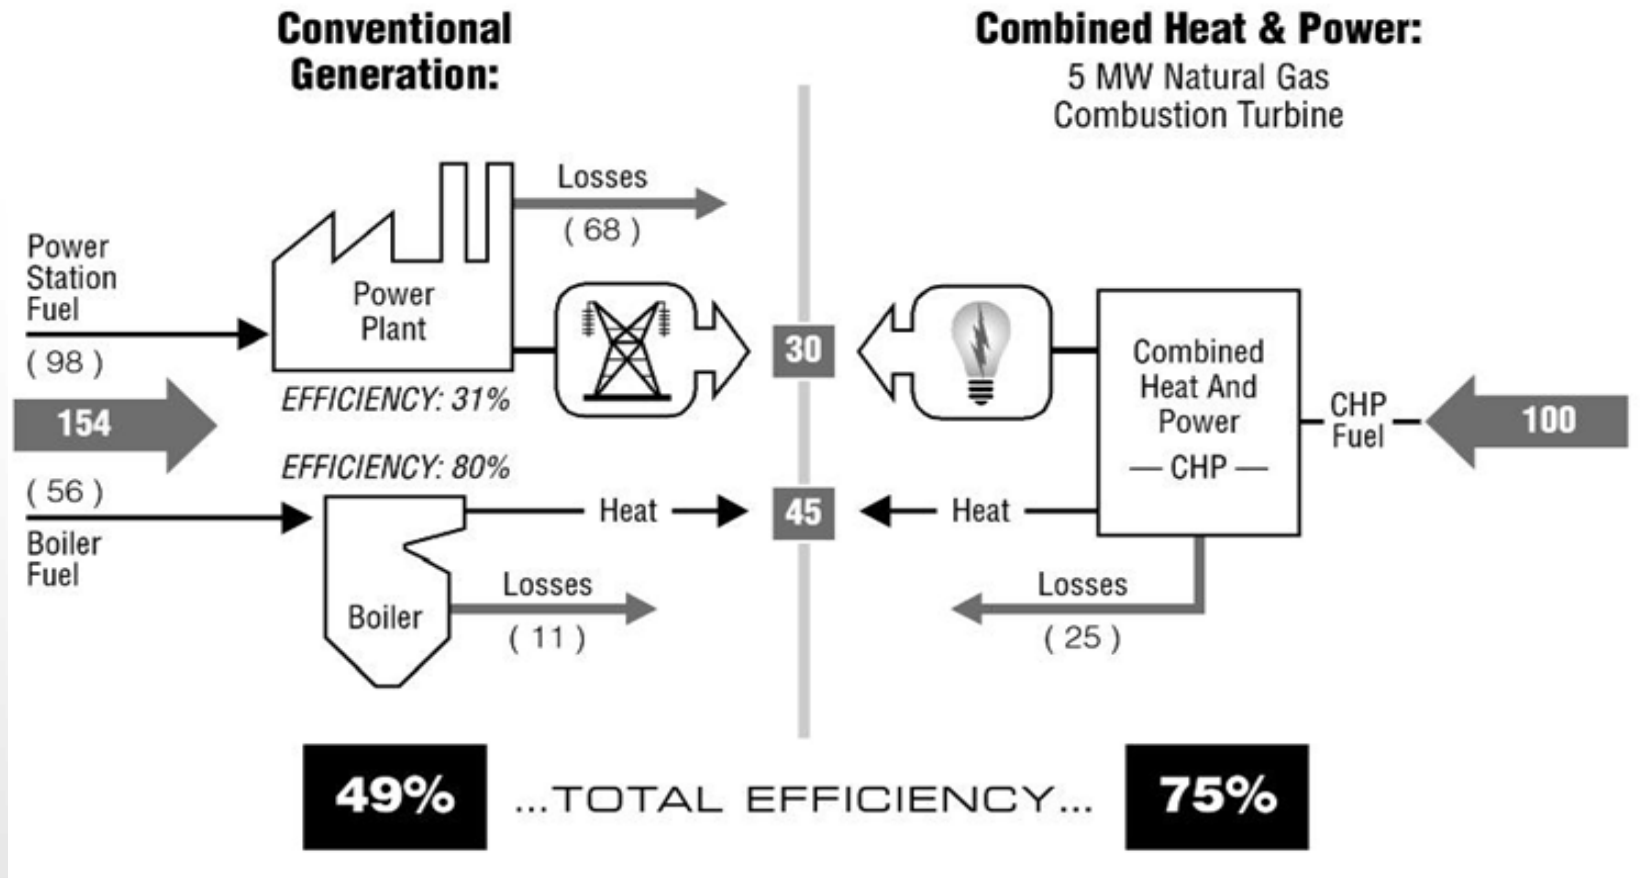 Conventional
Generation:
Combined Heat & Power:
5 MW Natural Gas
Combustion Turbine
Losses
( 68 )
Power
Station
Fuel
( 98 )
Power
Plant
EFFICIENCY: 31%
154
30
Combined
Heat And
Power
— CHP —
CHP
Fuel
100
EFFICIENCY: 80%
( 56 )
Boiler
Fuel
Heat
45
Heat
Boiler
Losses
( 11 )
Losses
( 25 )
49%
...TOTAL EFFICIENCY...
75%